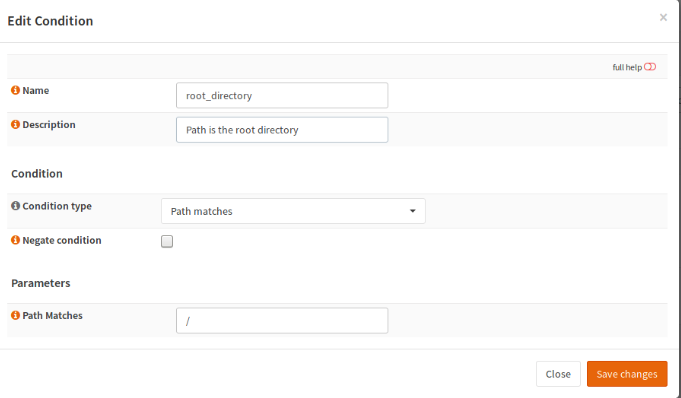 Edit Condition
×
full help
Name
root_directory
Description
Path is the root directory
Condition
Condition type
Path matches
Negate condition
Parameters
Path Matches
/
Close
Save changes